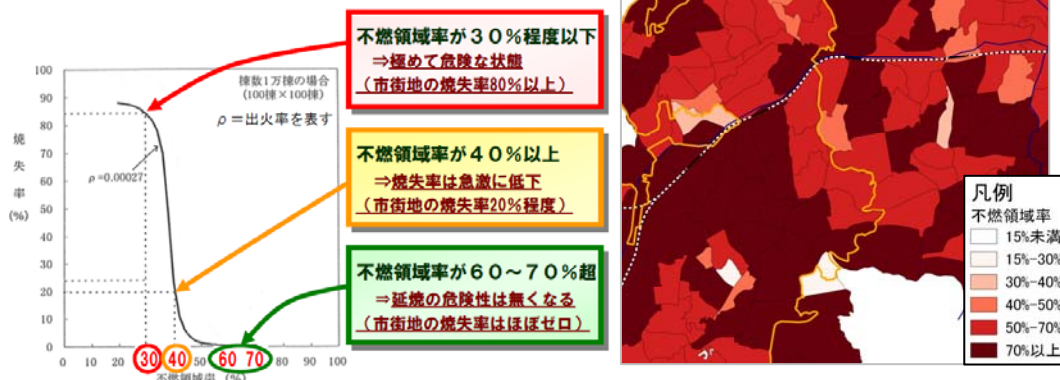 不燃領域率が３０%程度以下
⇒極めて危険な状態
（市街地の焼失率80%以上）
不燃領域率が４０%以上
⇒焼失率は急激に低下
（市街地の焼失率20%程度）
不燃領域率が６０～７０%超
⇒延焼の危険性は無くなる
（市街地の焼失率はほぼゼロ）
棟数1万棟の場合
(100棟×100棟)
ρ＝出火率を表す
ρ=0.00027
焼失率
(%)
100
90
80
70
60
50
40
30
20
10
0
0 20 30 40 50 60 70 80 90 100
不燃領域率 (%)
凡例
不燃領域率
15%未満
15%-30%
30%-40%
40%-50%
50%-70%
70%以上